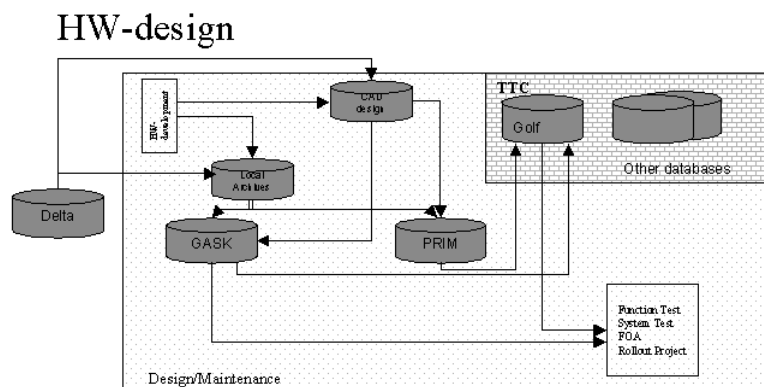 HW-design
TTC
CAD
design
Golf
HW-
development
Other databases
Local
Archives
Delta
GASK
PRIM
Function Test
System Test
FOA
Rollout Project
Design/Maintenance